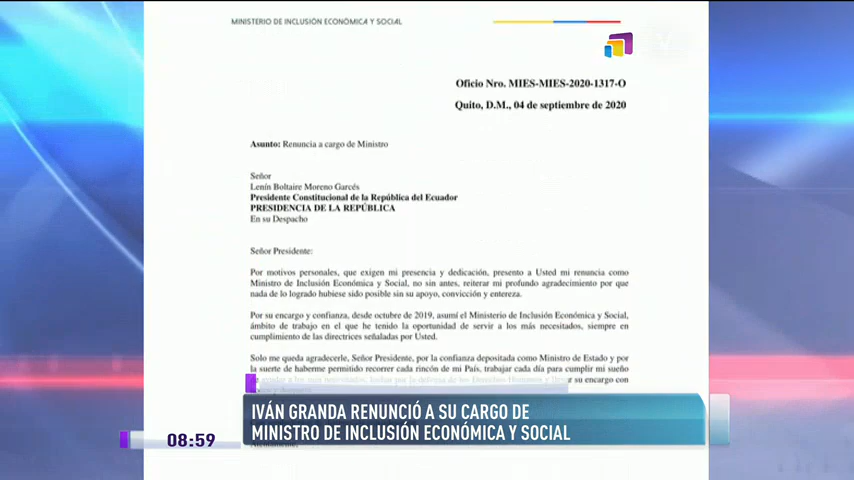 MINISTERIO DE INCLUSIÓN ECONÓMICA Y SOCIAL
Oficio Nro. MIES-MIES-2020-1317-O
Quito, D.M., 04 de septiembre de 2020
Asunto: Renuncia a cargo de Ministro
Señor
Lenín Boltaire Moreno Garcés
Presidente Constitucional de la República del Ecuador
PRESIDENCIA DE LA REPÚBLICA
En su Despacho
Señor Presidente:
Por motivos personales, que exigen mi presencia y dedicación, presento a Usted mi renuncia como
Ministro de Inclusión Económica y Social, no sin antes, reiterar mi profundo agradecimiento por que
nada de lo logrado hubiese sido posible sin su apoyo, convicción y entereza.
Por su encargo y confianza, desde octubre de 2019, asumí el Ministerio de Inclusión Económica y Social,
ámbito de trabajo en el que he tenido la oportunidad de servir a los más necesitados, siempre en
cumplimiento de las directrices señaladas por Usted.
Solo me queda agradecerle, Señor Presidente, por la confianza depositada como Ministro de Estado y por
la suerte de haberme permitido recorrer cada rincón de mi País, trabajar cada día para cumplir mi sueño
su encargo con
IVÁN GRANDA RENUNCIÓ A SU CARGO DE
MINISTRO DE INCLUSIÓN ECONÓMICA Y SOCIAL
08:59